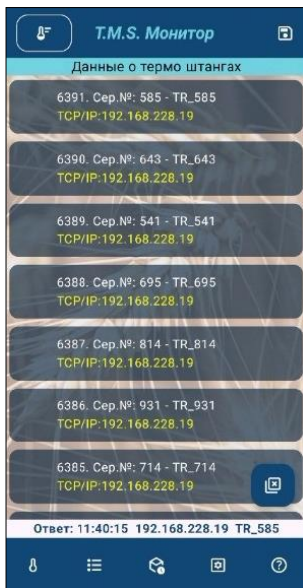 T.M.S. Монитор
Данные о термо штангах
6391. Сер.№: 585 - TR_585
TCP/IP:192.168.228.19
6390. Сер.№: 643 - TR_643
TCP/IP:192.168.228.19
6389. Сер.№: 541 - TR_541
TCP/IP:192.168.228.19
6388. Сер.№: 695 - TR_695
TCP/IP:192.168.228.19
6387. Сер.№: 814 - TR_814
TCP/IP:192.168.228.19
6386. Сер.№: 931 - TR_931
TCP/IP:192.168.228.19
6385. Сер.№: 714 - TR_714
TCP/IP:192.168.228.19
Ответ: 11:40:15 192.168.228.19 TR_585